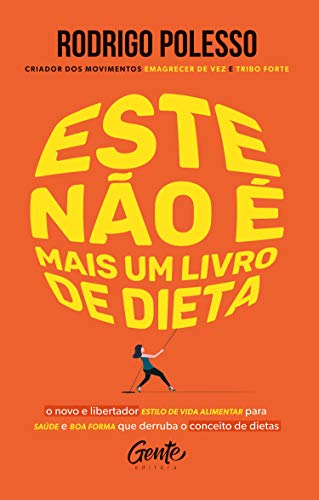 RODRIGO POLESSO
CRIADOR DOS MOVIMENTOS EMAGRECER DE VEZ E TRIBO FORTE
ESTE
NÃO É
MAIS UM LIVRO
DE DIETA
o novo e libertador ESTILO DE VIDA ALIMENTAR para
SAÚDE e BOA FORMA que derruba o conceito de dietas
Gente
editora